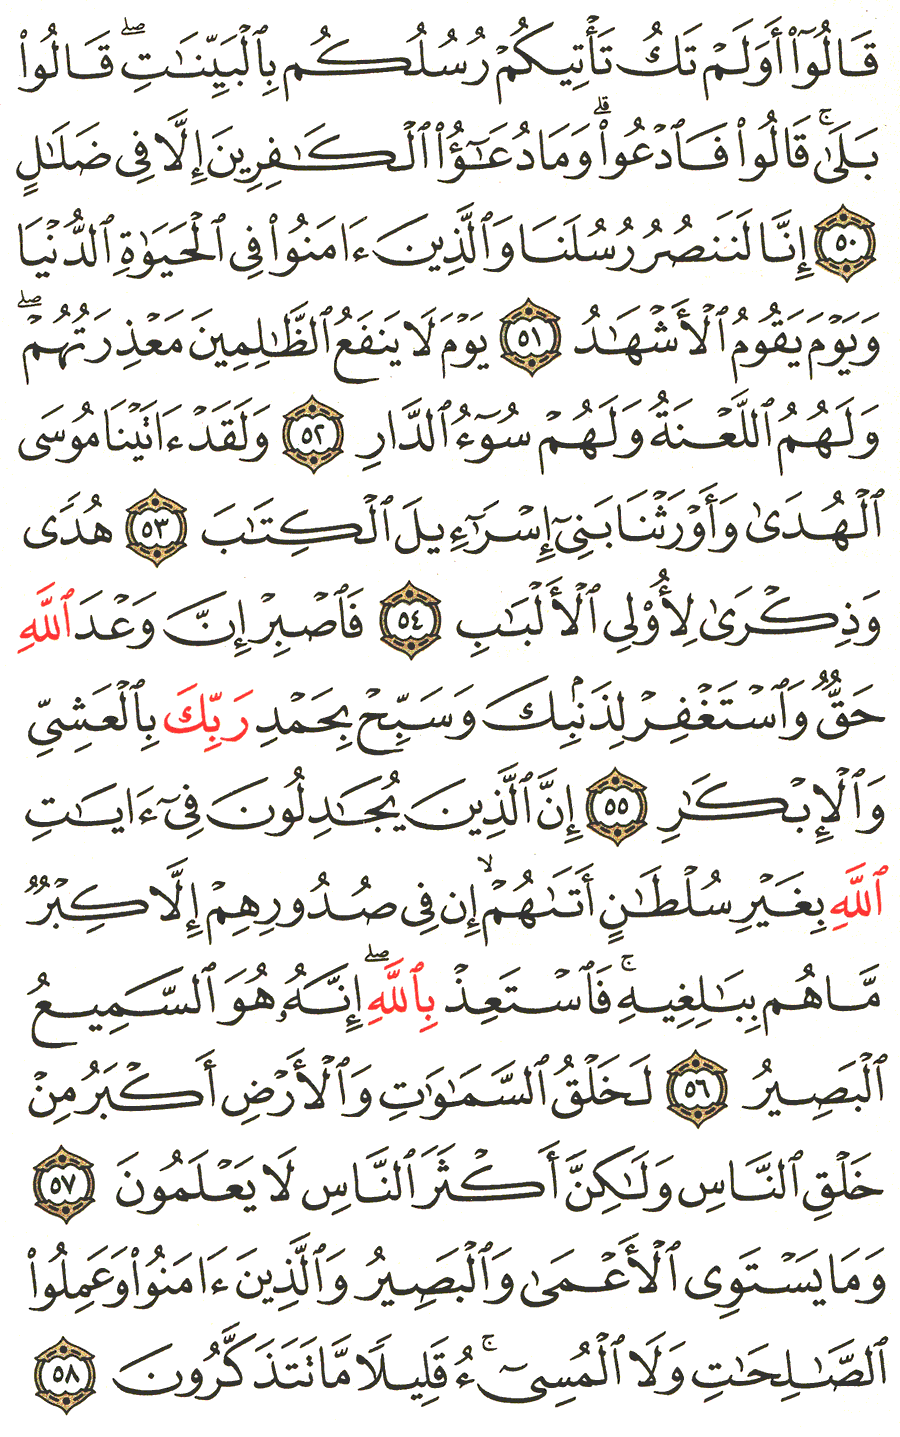 قَالُوٓا۟ أَوَلَمْ تَكُ تَأْتِيكُمْ رُسُلُكُم بِٱلْبَيِّنَـٰتِ ۖ قَالُوا۟
بَلَىٰ ۚ قَالُوا۟ فَٱدْعُوا۟ ۗ وَمَا دُعَـٰٓؤُا۟ ٱلْكَـٰفِرِينَ إِلَّا فِى ضَلَـٰلٍ
٥٠ إِنَّا لَنَنصُرُ رُسُلَنَا وَٱلَّذِينَ ءَامَنُوا۟ فِى ٱلْحَيَوٰةِ ٱلدُّنْيَا
وَيَوْمَ يَقُومُ ٱلْأَشْهَـٰدُ ٥١ يَوْمَ لَا يَنفَعُ ٱلظَّـٰلِمِينَ مَعْذِرَتُهُمْ ۖ
وَلَهُمُ ٱللَّعْنَةُ وَلَهُمْ سُوٓءُ ٱلدَّارِ ٥٢ وَلَقَدْ ءَاتَيْنَا مُوسَى
ٱلْهُدَىٰ وَأَوْرَثْنَا بَنِىٓ إِسْرَٰٓءِيلَ ٱلْكِتَـٰبَ ٥٣ هُدًى
وَذِكْرَىٰ لِأُو۟لِى ٱلْأَلْبَـٰبِ ٥٤ فَٱصْبِرْ إِنَّ وَعْدَ ٱللَّهِ
حَقٌّ وَٱسْتَغْفِرْ لِذَنۢبِكَ وَسَبِّحْ بِحَمْدِ رَبِّكَ بِٱلْعَشِىِّ
وَٱلْإِبْكَـٰرِ ٥٥ إِنَّ ٱلَّذِينَ يُجَـٰدِلُونَ فِىٓ ءَايَـٰتِ
ٱللَّهِ بِغَيْرِ سُلْطَـٰنٍ أَتَىٰهُمْ ۙ إِن فِى صُدُورِهِمْ إِلَّا كِبْرٌ
مَّا هُم بِبَـٰلِغِيهِ ۚ فَٱسْتَعِذْ بِٱللَّهِ ۖ إِنَّهُۥ هُوَ ٱلسَّمِيعُ
ٱلْبَصِيرُ ٥٦ لَخَلْقُ ٱلسَّمَـٰوَٰتِ وَٱلْأَرْضِ أَكْبَرُ مِنْ
خَلْقِ ٱلنَّاسِ وَلَـٰكِنَّ أَكْثَرَ ٱلنَّاسِ لَا يَعْلَمُونَ ٥٧
وَمَا يَسْتَوِى ٱلْأَعْمَىٰ وَٱلْبَصِيرُ وَٱلَّذِينَ ءَامَنُوا۟ وَعَمِلُوا۟
ٱلصَّـٰلِحَـٰتِ وَلَا ٱلْمُسِىٓءُ ۚ قَلِيلًا مَّا تَتَذَكَّرُونَ ٥٨